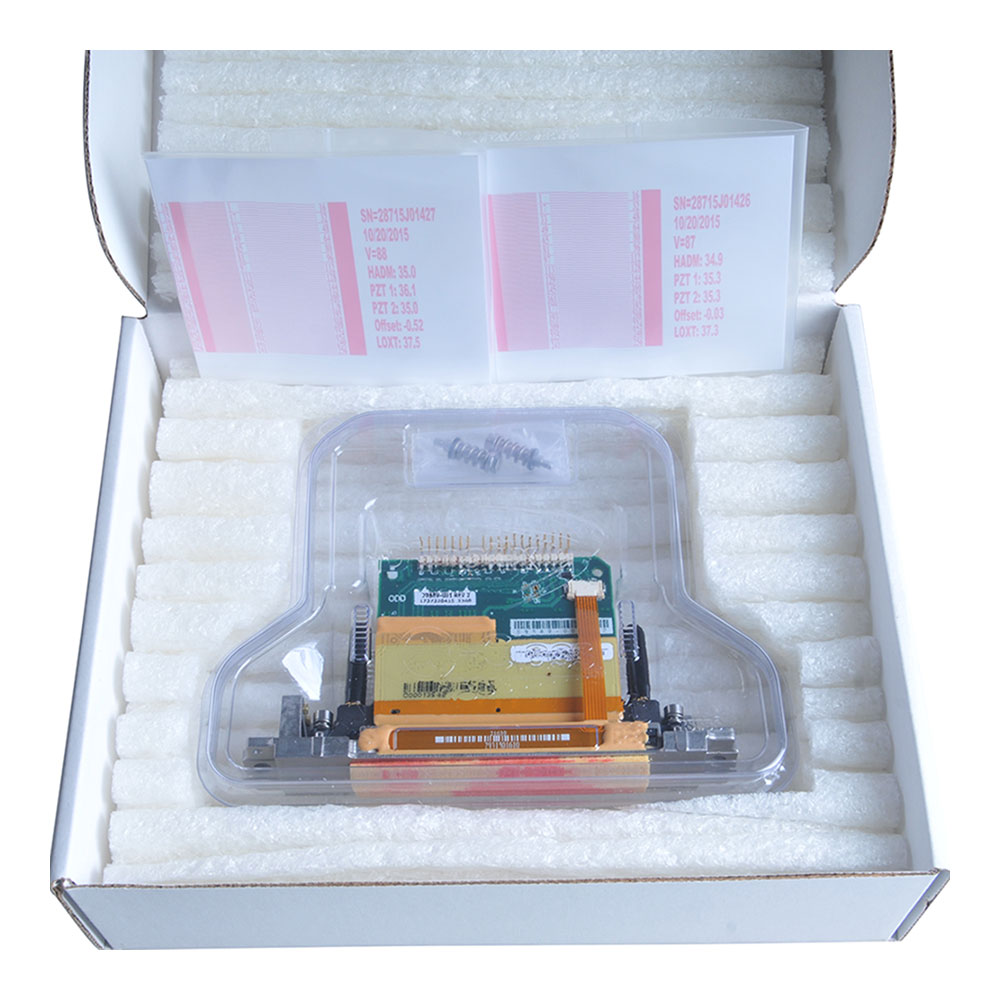 SN=28715J01427
10/20/2015
V=88
HADM: 35.0
PZT 1: 36.1
PZT 2: 35.0
Offset: -0.52
LOXT: 37.5
SN=28715J01426
10/20/2015
V=87
HADM: 34.9
PZT 1: 35.3
PZT 2: 35.3
Offset: -0.03
LOXT: 37.3